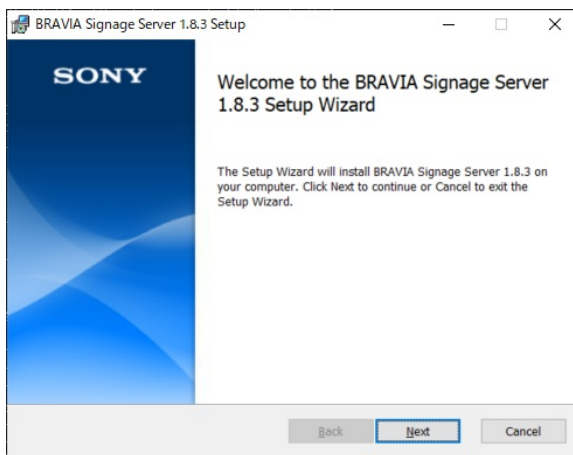 BRAVIA Signage Server 1.8.3 Setup
SONY
Welcome to the BRAVIA Signage Server
1.8.3 Setup Wizard
The Setup Wizard will install BRAVIA Signage Server 1.8.3 on
your computer. Click Next to continue or Cancel to exit the
Setup Wizard.
Back
Next
Cancel